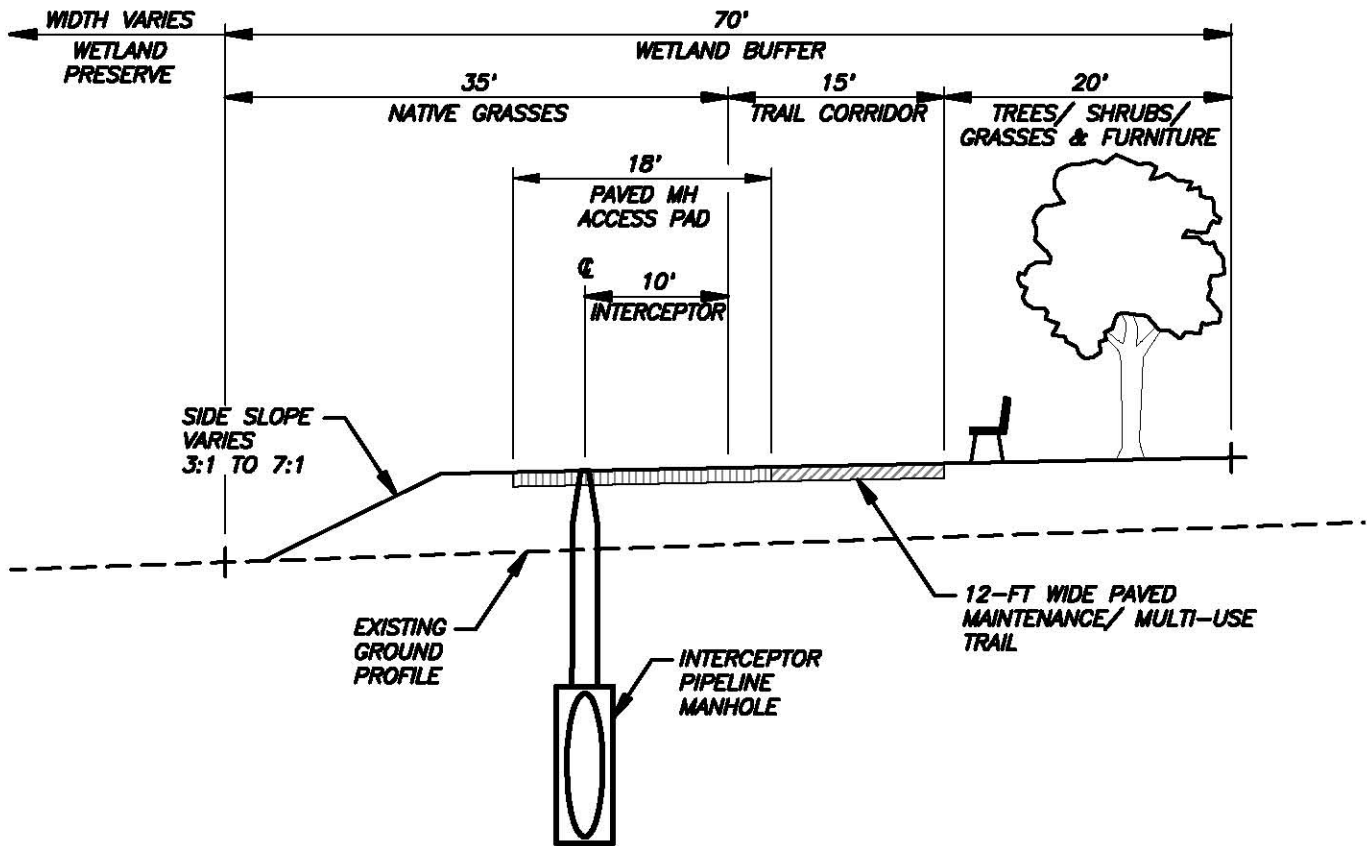 WIDTH VARIES
WETLAND
PRESERVE
70'
WETLAND BUFFER
35'
NATIVE GRASSES
15'
TRAIL CORRIDOR
20'
TREES/ SHRUBS/
GRASSES & FURNITURE
18'
PAVED MH
ACCESS PAD
℄
10'
INTERCEPTOR
SIDE SLOPE
VARIES
3:1 TO 7:1
EXISTING
GROUND
PROFILE
INTERCEPTOR
PIPELINE
MANHOLE
12-FT WIDE PAVED
MAINTENANCE/ MULTI-USE
TRAIL